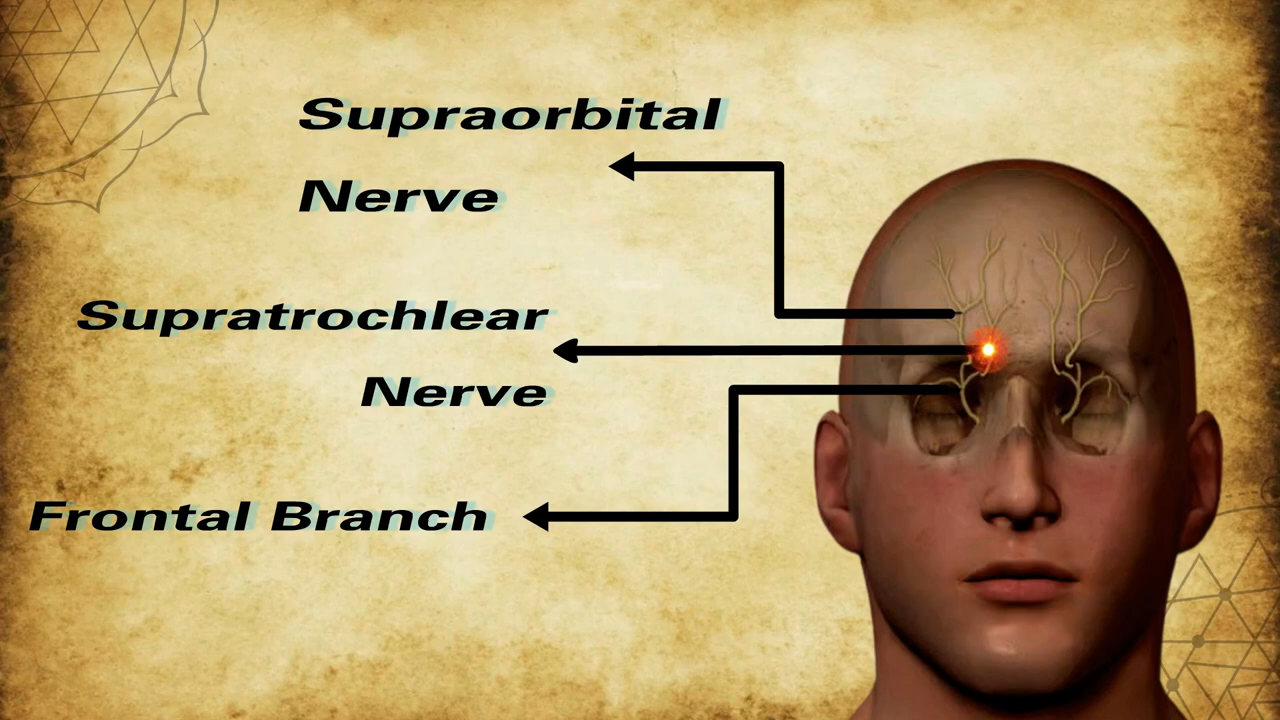 Supraorbital
Nerve
Supratrochlear
Nerve
Frontal Branch